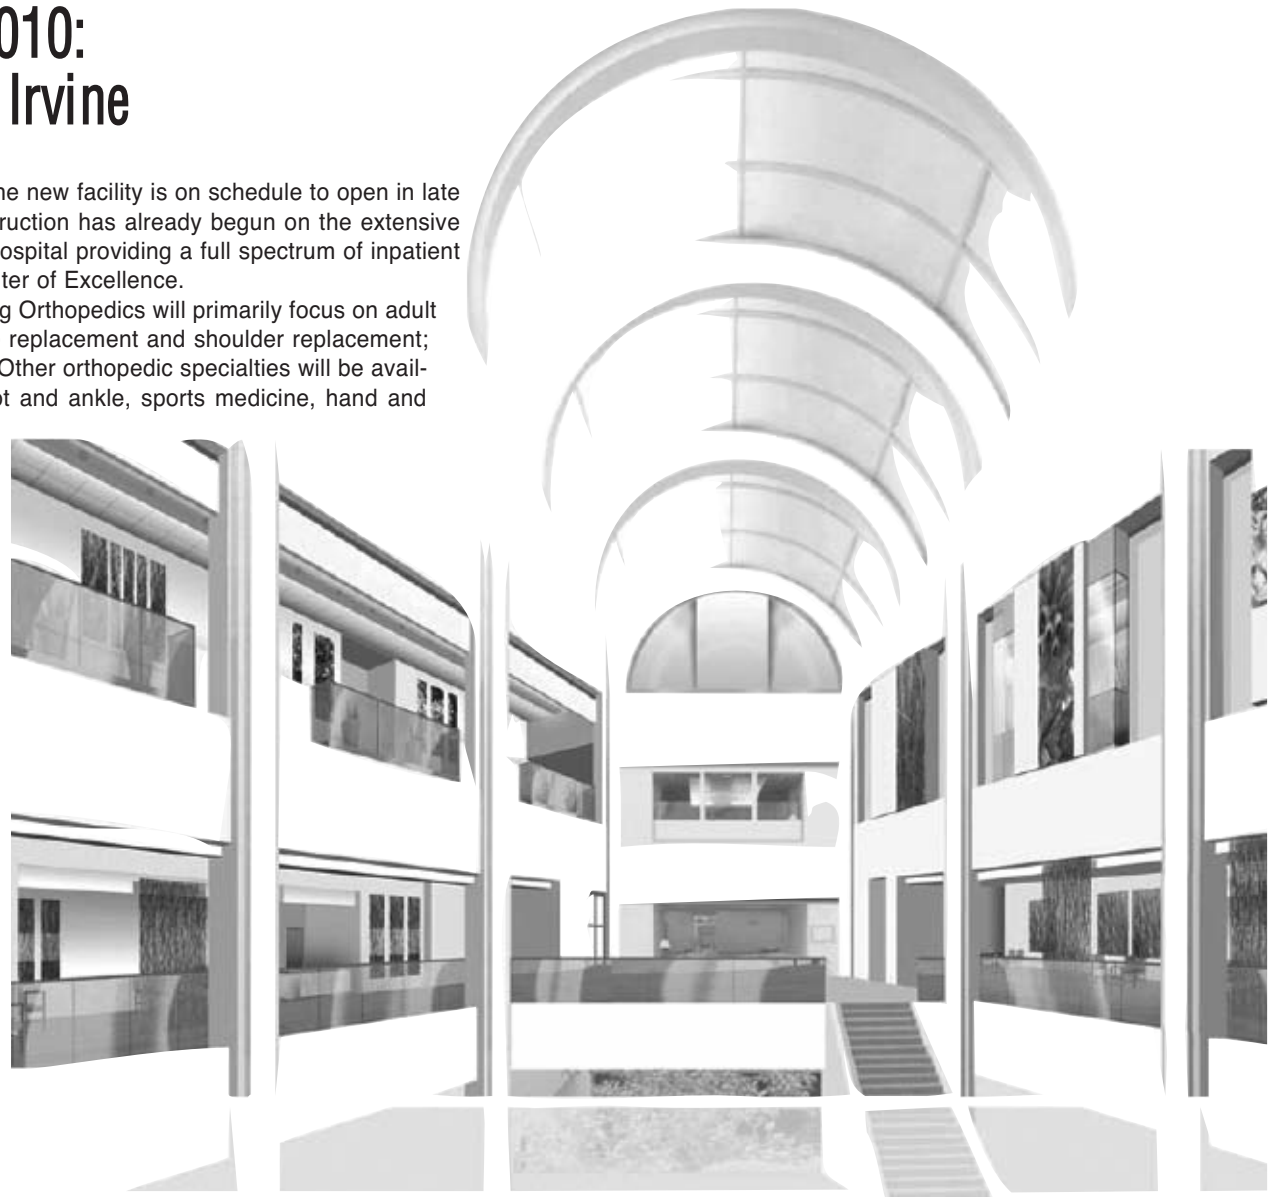 010:
Irvine
he new facility is on schedule to open in late
ruction has already begun on the extensive
ospital providing a full spectrum of inpatient
ter of Excellence.
g Orthopedics will primarily focus on adult
replacement and shoulder replacement;
Other orthopedic specialties will be avail-
ot and ankle, sports medicine, hand and